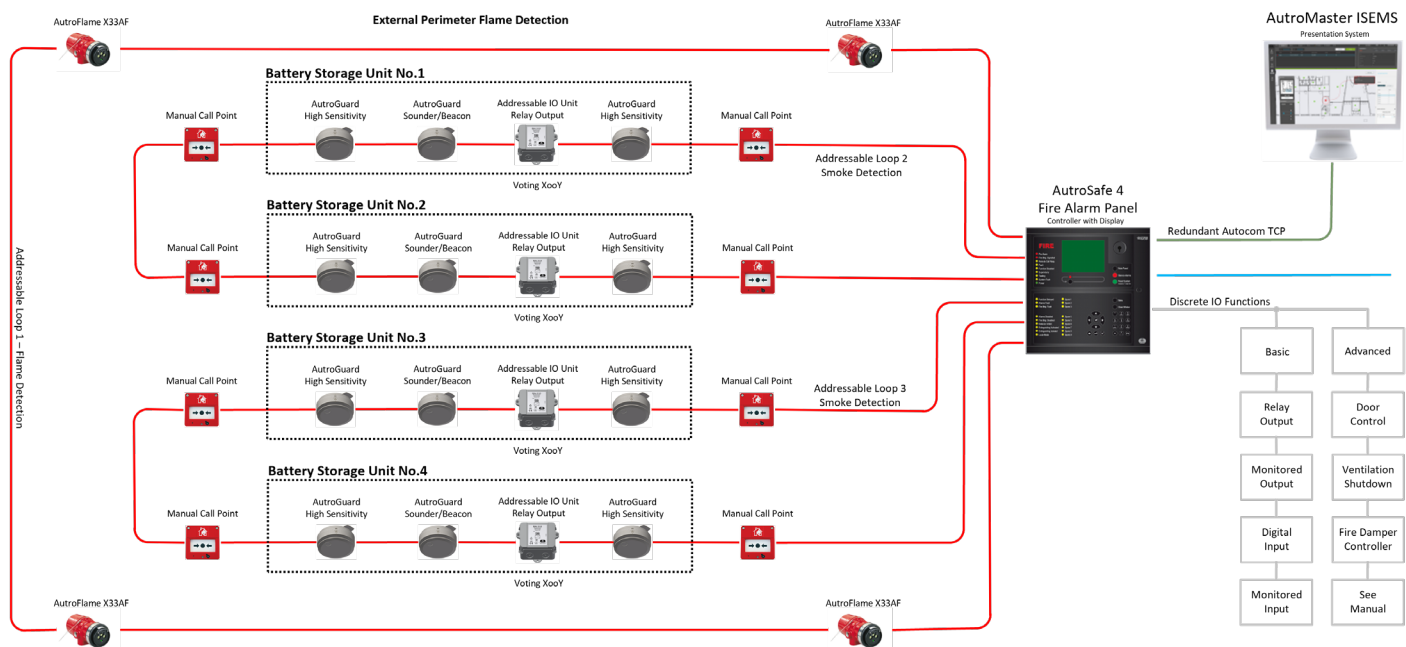 AutroFlame X33AF
External Perimeter Flame Detection
AutroFlame X33AF
AutroMaster ISEMS
Presentation System
Battery Storage Unit No.1
Manual Call Point
AutroGuard
High Sensitivity
AutroGuard
Sounder/Beacon
Addressable IO Unit
Relay Output
AutroGuard
High Sensitivity
Manual Call Point
Voting XooY
Addressable Loop 2
Smoke Detection
Battery Storage Unit No.2
Manual Call Point
AutroGuard
High Sensitivity
AutroGuard
Sounder/Beacon
Addressable IO Unit
Relay Output
AutroGuard
High Sensitivity
Manual Call Point
Voting XooY
AutroSafe 4
Fire Alarm Panel
Controller with Display
FIRE
Redundant Autocom TCP
Discrete IO Functions
Addressable Loop 1 – Flame Detection
Battery Storage Unit No.3
Manual Call Point
AutroGuard
High Sensitivity
AutroGuard
Sounder/Beacon
Addressable IO Unit
Relay Output
AutroGuard
High Sensitivity
Manual Call Point
Voting XooY
Addressable Loop 3
Smoke Detection
Battery Storage Unit No.4
Manual Call Point
AutroGuard
High Sensitivity
AutroGuard
Sounder/Beacon
Addressable IO Unit
Relay Output
AutroGuard
High Sensitivity
Manual Call Point
Voting XooY
Basic
Relay
Output
Monitored
Output
Digital
Input
Monitored
Input
Advanced
Door
Control
Ventilation
Shutdown
Fire Damper
Controller
See
Manual
AutroFlame X33AF
AutroFlame X33AF